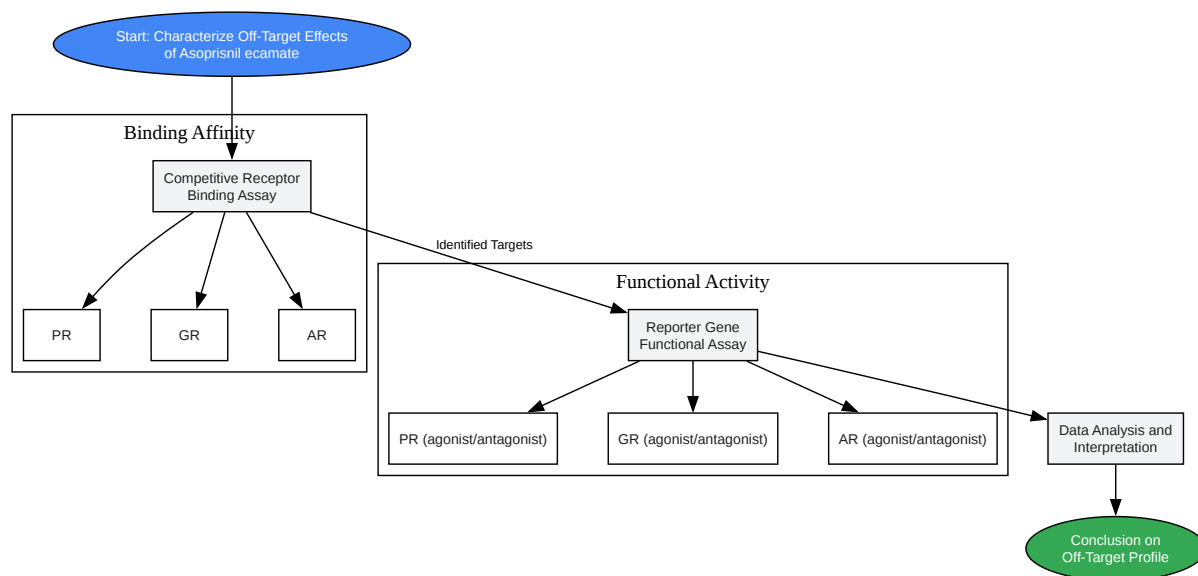 Start: Characterize Off-Target Effects
of Asoprisnil ecamate
Binding Affinity
Competitive Receptor
Binding Assay
Identified Targets
PR
GR
AR
Functional Activity
Reporter Gene
Functional Assay
PR (agonist/antagonist)
GR (agonist/antagonist)
AR (agonist/antagonist)
Data Analysis and
Interpretation
Conclusion on
Off-Target Profile